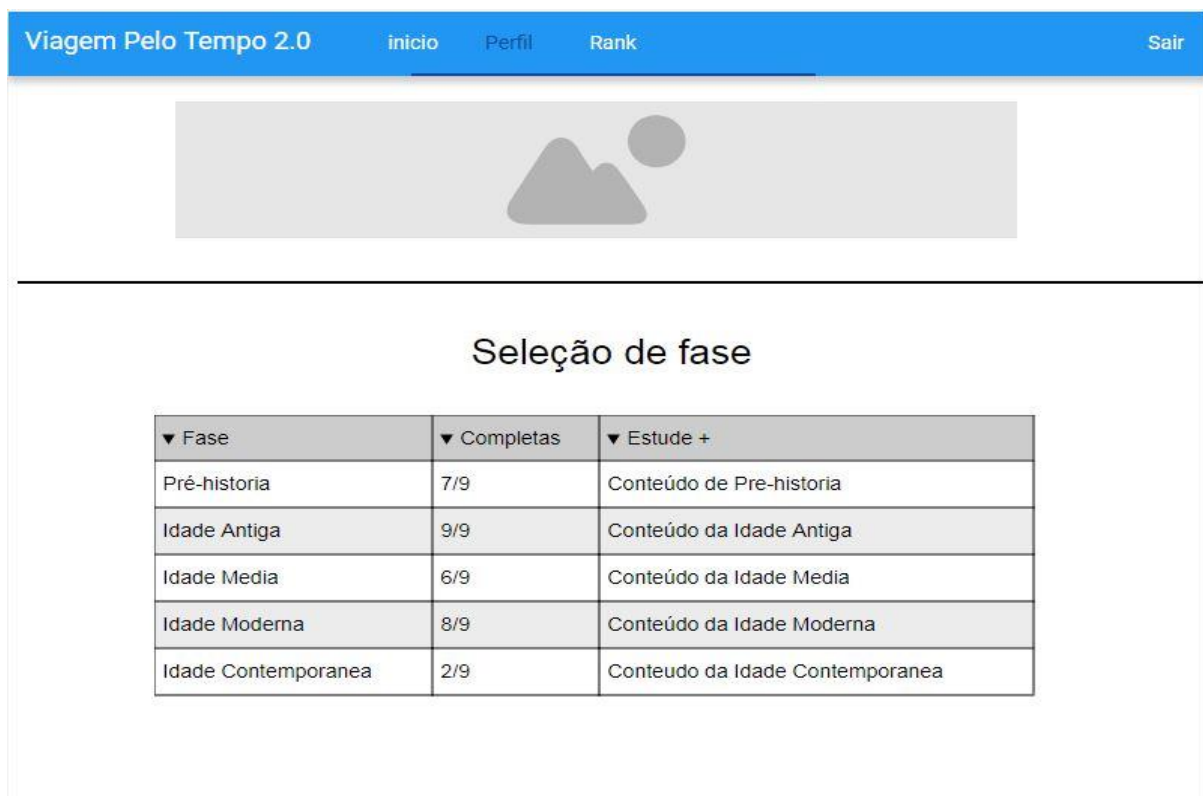 Viagem Pelo Tempo 2.0 inicio Perfil Rank Sair
Seleção de fase
▼ Fase ▼ Completas ▼ Estude +
Pré-historia 7/9 Conteúdo de Pre-historia
Idade Antiga 9/9 Conteúdo da Idade Antiga
Idade Media 6/9 Conteúdo da Idade Media
Idade Moderna 8/9 Conteúdo da Idade Moderna
Idade Contemporanea 2/9 Conteudo da Idade Contemporanea